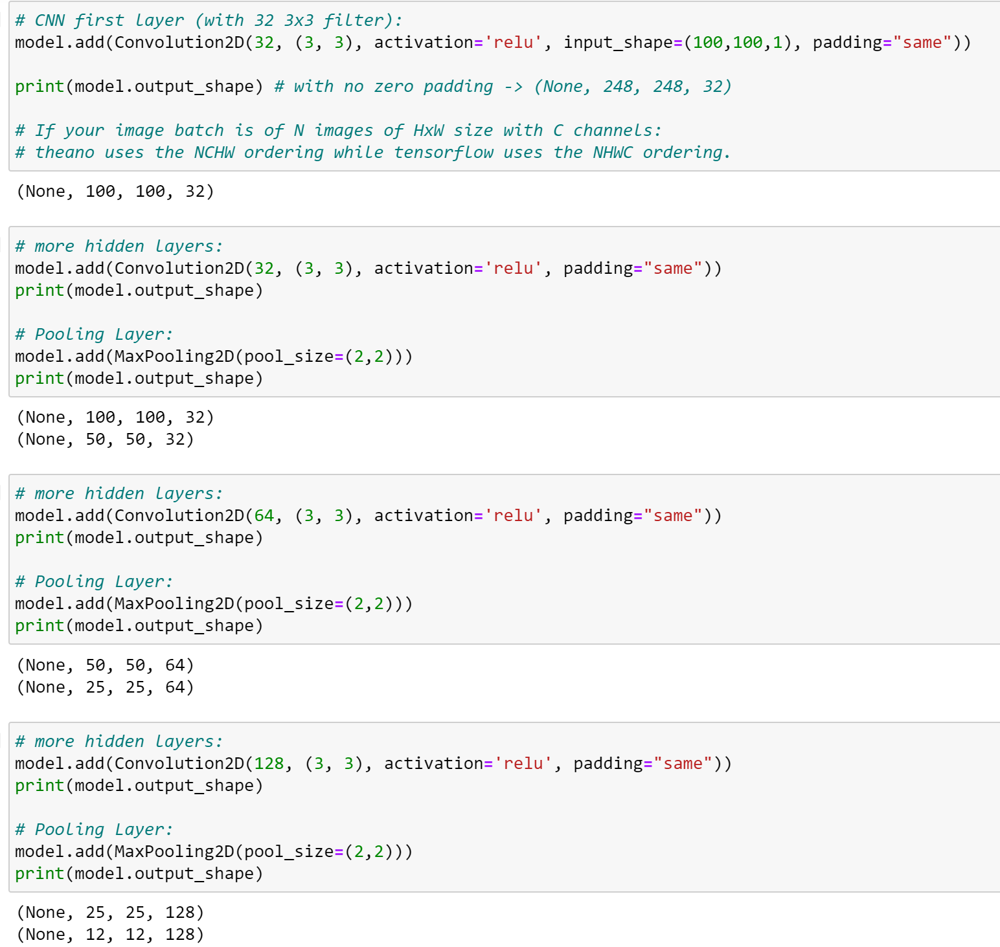 # CNN first layer (with 32 3x3 filter):
model.add(Convolution2D(32, (3, 3), activation='relu', input_shape=(100,100,1), padding="same"))
print(model.output_shape) # with no zero padding -> (None, 248, 248, 32)
# If your image batch is of N images of HxW size with C channels:
# theano uses the NCHW ordering while tensorflow uses the NHWC ordering.
(None, 100, 100, 32)
# more hidden layers:
model.add(Convolution2D(32, (3, 3), activation='relu', padding="same"))
print(model.output_shape)
# Pooling Layer:
model.add(MaxPooling2D(pool_size=(2,2)))
print(model.output_shape)
(None, 100, 100, 32)
(None, 50, 50, 32)
# more hidden layers:
model.add(Convolution2D(64, (3, 3), activation='relu', padding="same"))
print(model.output_shape)
# Pooling Layer:
model.add(MaxPooling2D(pool_size=(2,2)))
print(model.output_shape)
(None, 50, 50, 64)
(None, 25, 25, 64)
# more hidden layers:
model.add(Convolution2D(128, (3, 3), activation='relu', padding="same"))
print(model.output_shape)
# Pooling Layer:
model.add(MaxPooling2D(pool_size=(2,2)))
print(model.output_shape)
(None, 25, 25, 128)
(None, 12, 12, 128)